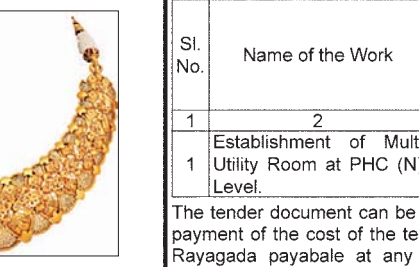 Sl. No.
Name of the Work
1 2
1 Establishment of Mult
Utility Room at PHC (N
Level.
The tender document can be
payment of the cost of the te
Rayagada payabale at any